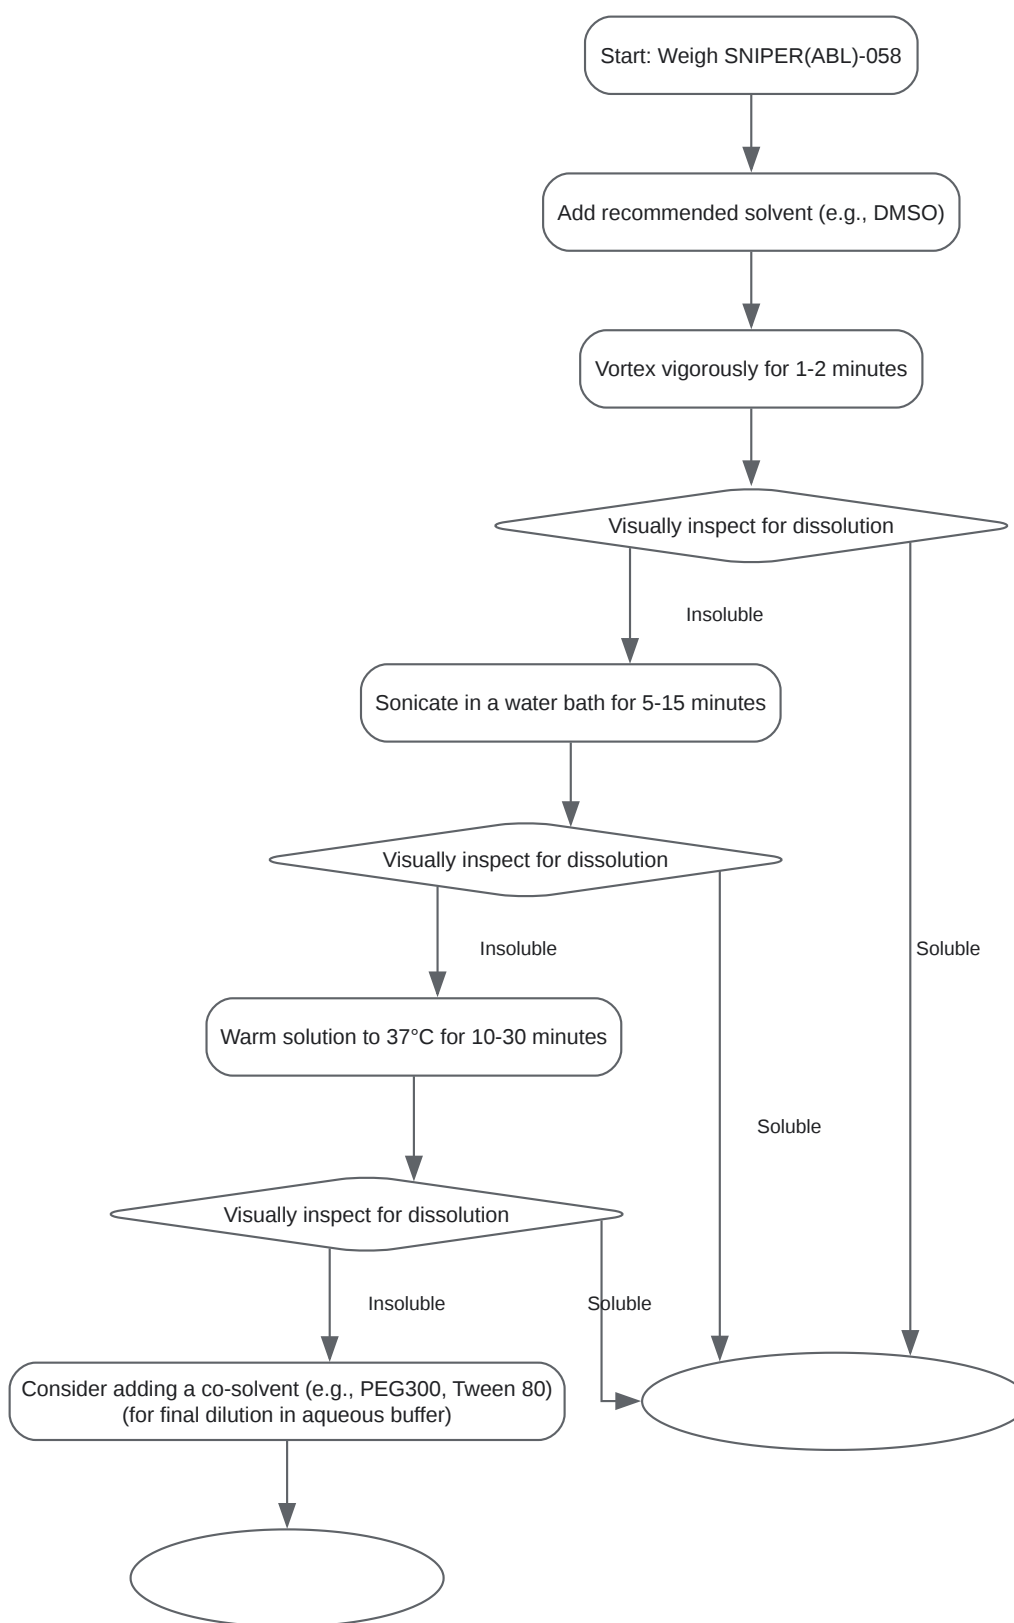 Start: Weigh SNIPER(ABL)-058
Add recommended solvent (e.g., DMSO)
Vortex vigorously for 1-2 minutes
Visually inspect for dissolution
Insoluble
Sonicate in a water bath for 5-15 minutes
Visually inspect for dissolution
Insoluble
Soluble
Warm solution to 37°C for 10-30 minutes
Soluble
Visually inspect for dissolution
Insoluble
Soluble
Consider adding a co-solvent (e.g., PEG300, Tween 80)
(for final dilution in aqueous buffer)